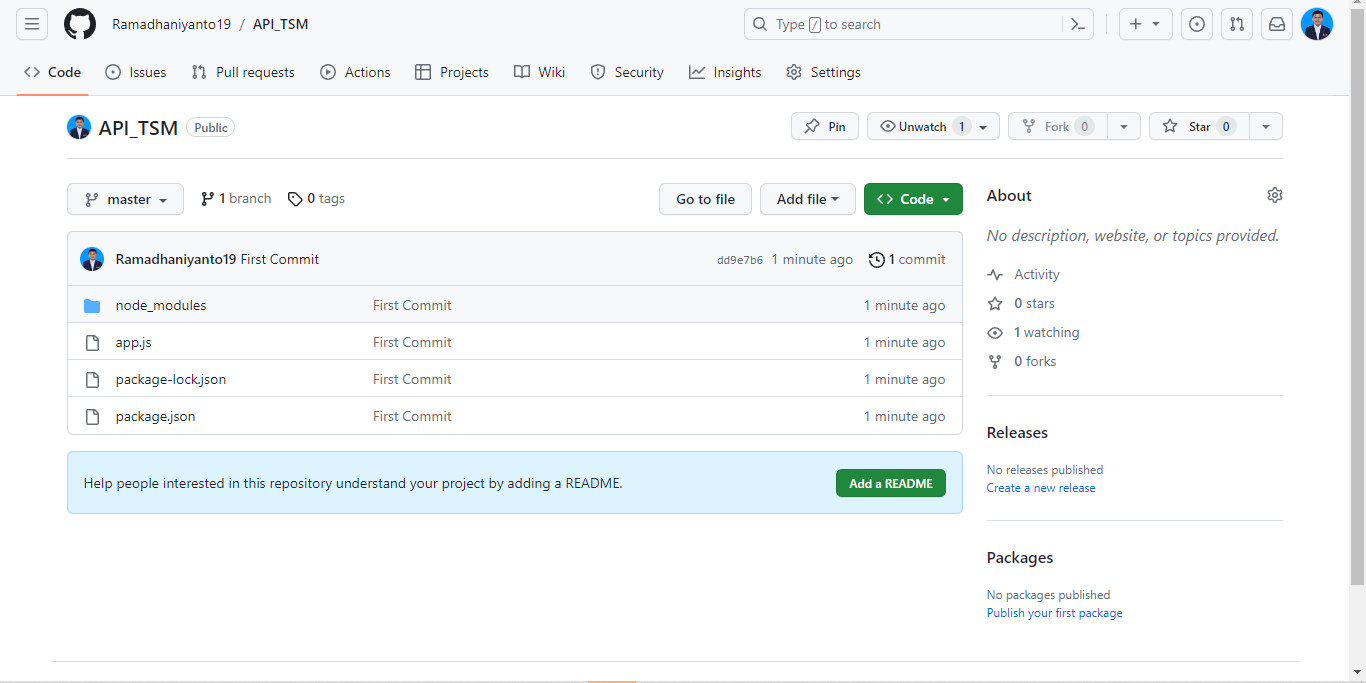 Ramadhaniyanto19 / API_TSM
Type / to search
Code Issues Pull requests Actions Projects Wiki Security Insights Settings
API_TSM Public
Pin Unwatch 1 Fork 0 Star 0
master 1 branch 0 tags Go to file Add file Code
Ramadhaniyanto19 First Commit dd9e7b6 1 minute ago 1 commit
node_modules First Commit 1 minute ago
app.js First Commit 1 minute ago
package-lock.json First Commit 1 minute ago
package.json First Commit 1 minute ago
Help people interested in this repository understand your project by adding a README. Add a README
About
No description, website, or topics provided.
Activity
0 stars
1 watching
0 forks
Releases
No releases published
Create a new release
Packages
No packages published
Publish your first package